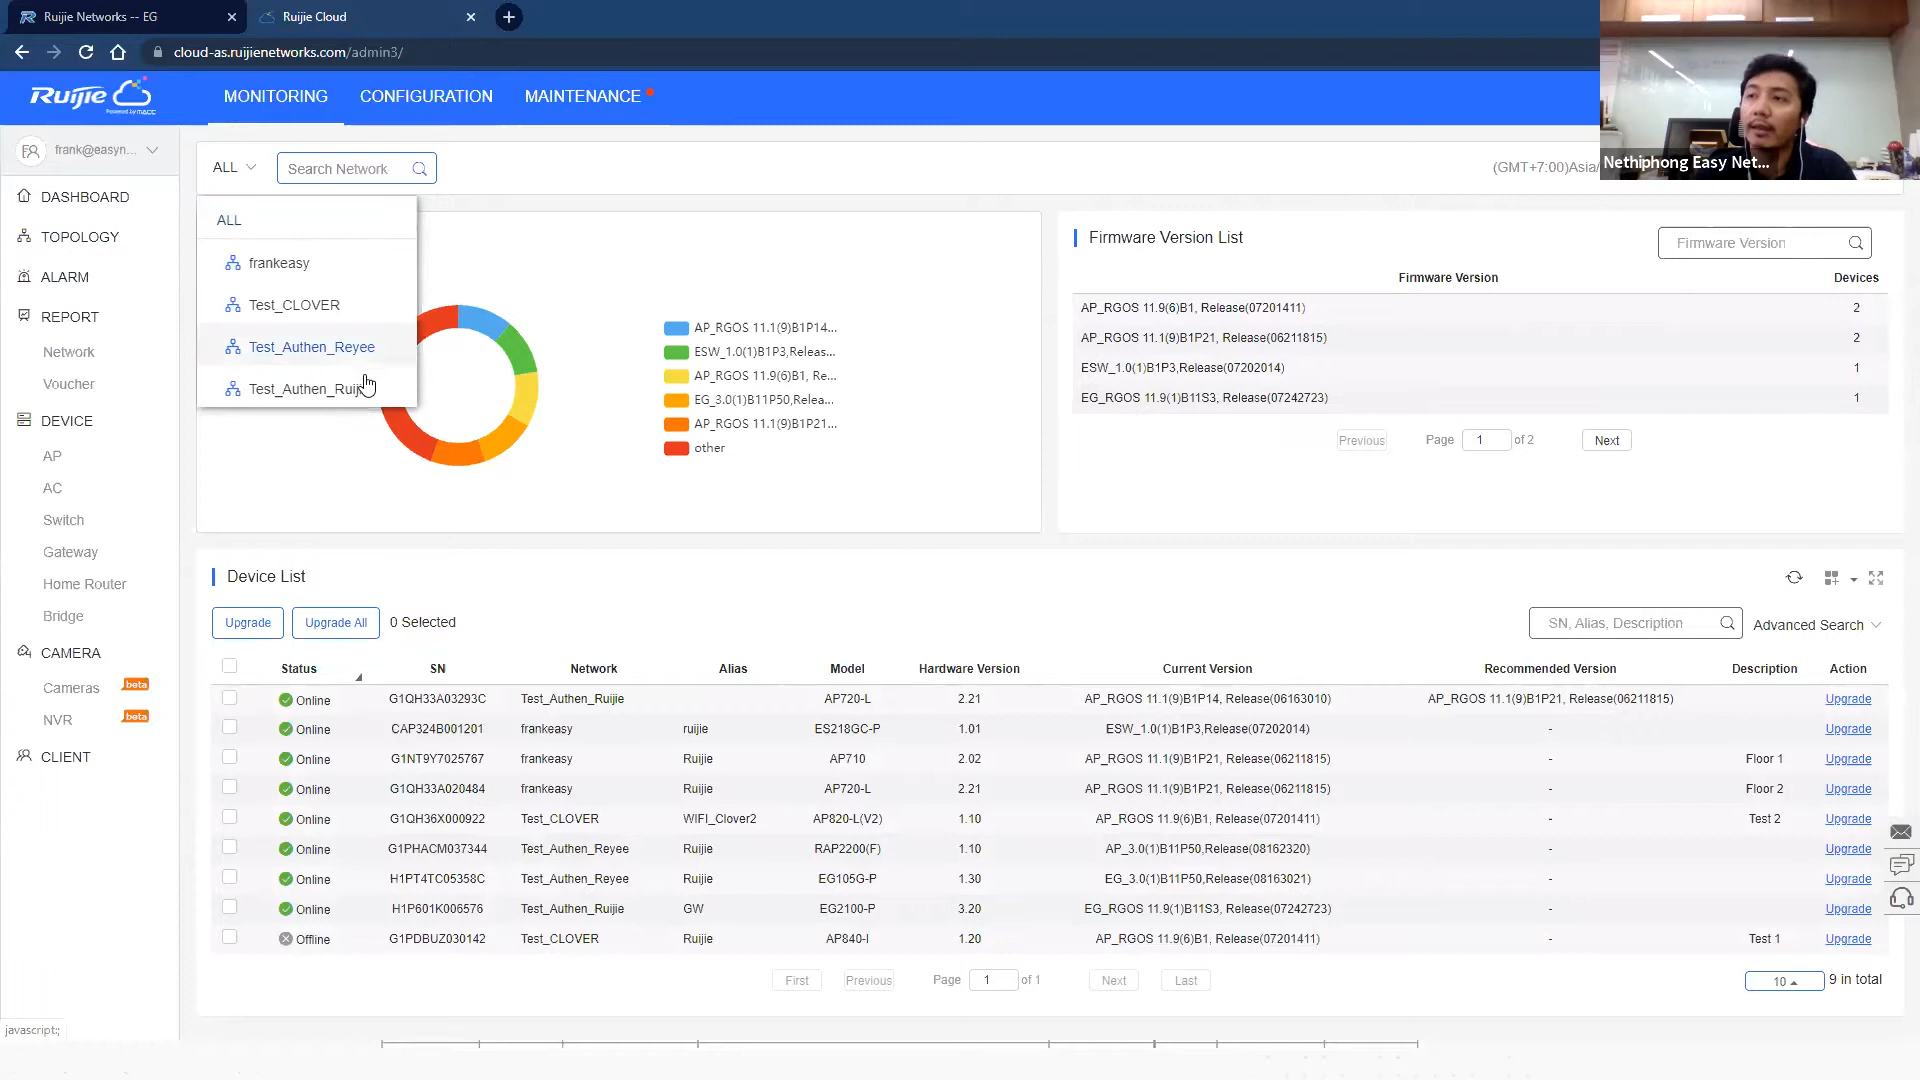 Ruijie Networks -- EG
Ruijie Cloud
cloud-as.ruijienetworks.com/admin3/
Ruijie
Powered by MACC
MONITORING
CONFIGURATION
MAINTENANCE
Nethiphong Easy Net...
frank@easyn...
ALL
Search Network
(GMT+7:00)Asia/
DASHBOARD
TOPOLOGY
ALARM
REPORT
Network
Voucher
DEVICE
AP
AC
Switch
Gateway
Home Router
Bridge
CAMERA
Cameras beta
NVR beta
CLIENT
ALL
frankeasy
Test_CLOVER
Test_Authen_Reyee
Test_Authen_Ruijie
AP_RGOS 11.1(9)B1P14...
ESW_1.0(1)B1P3,Releas...
AP_RGOS 11.9(6)B1, Re...
EG_3.0(1)B11P50,Relea...
AP_RGOS 11.1(9)B1P21...
other
Firmware Version List
Firmware Version
Firmware Version Devices
AP_RGOS 11.9(6)B1, Release(07201411) 2
AP_RGOS 11.1(9)B1P21, Release(06211815) 2
ESW_1.0(1)B1P3,Release(07202014) 1
EG_RGOS 11.9(1)B11S3, Release(07242723) 1
Previous Page 1 of 2 Next
Device List
Upgrade Upgrade All 0 Selected
SN, Alias, Description Advanced Search
Status SN Network Alias Model Hardware Version Current Version Recommended Version Description Action
Online G1QH33A03293C Test_Authen_Ruijie AP720-L 2.21 AP_RGOS 11.1(9)B1P14, Release(06163010) AP_RGOS 11.1(9)B1P21, Release(06211815) Upgrade
Online CAP324B001201 frankeasy ruijie ES218GC-P 1.01 ESW_1.0(1)B1P3,Release(07202014) - Upgrade
Online G1NT9Y7025767 frankeasy Ruijie AP710 2.02 AP_RGOS 11.1(9)B1P21, Release(06211815) - Floor 1 Upgrade
Online G1QH33A020484 frankeasy Ruijie AP720-L 2.21 AP_RGOS 11.1(9)B1P21, Release(06211815) - Floor 2 Upgrade
Online G1QH36X000922 Test_CLOVER WIFI_Clover2 AP820-L(V2) 1.10 AP_RGOS 11.9(6)B1, Release(07201411) - Test 2 Upgrade
Online G1PHACM037344 Test_Authen_Reyee Ruijie RAP2200(F) 1.10 AP_3.0(1)B11P50,Release(08162320) - Upgrade
Online H1PT4TC05358C Test_Authen_Reyee Ruijie EG105G-P 1.30 EG_3.0(1)B11P50,Release(08163021) - Upgrade
Online H1P601K006576 Test_Authen_Ruijie GW EG2100-P 3.20 EG_RGOS 11.9(1)B11S3, Release(07242723) - Upgrade
Offline G1PDBUZ030142 Test_CLOVER Ruijie AP840-I 1.20 AP_RGOS 11.9(6)B1, Release(07201411) - Test 1 Upgrade
First Previous Page 1 of 1 Next Last 10 9 in total
javascript:;